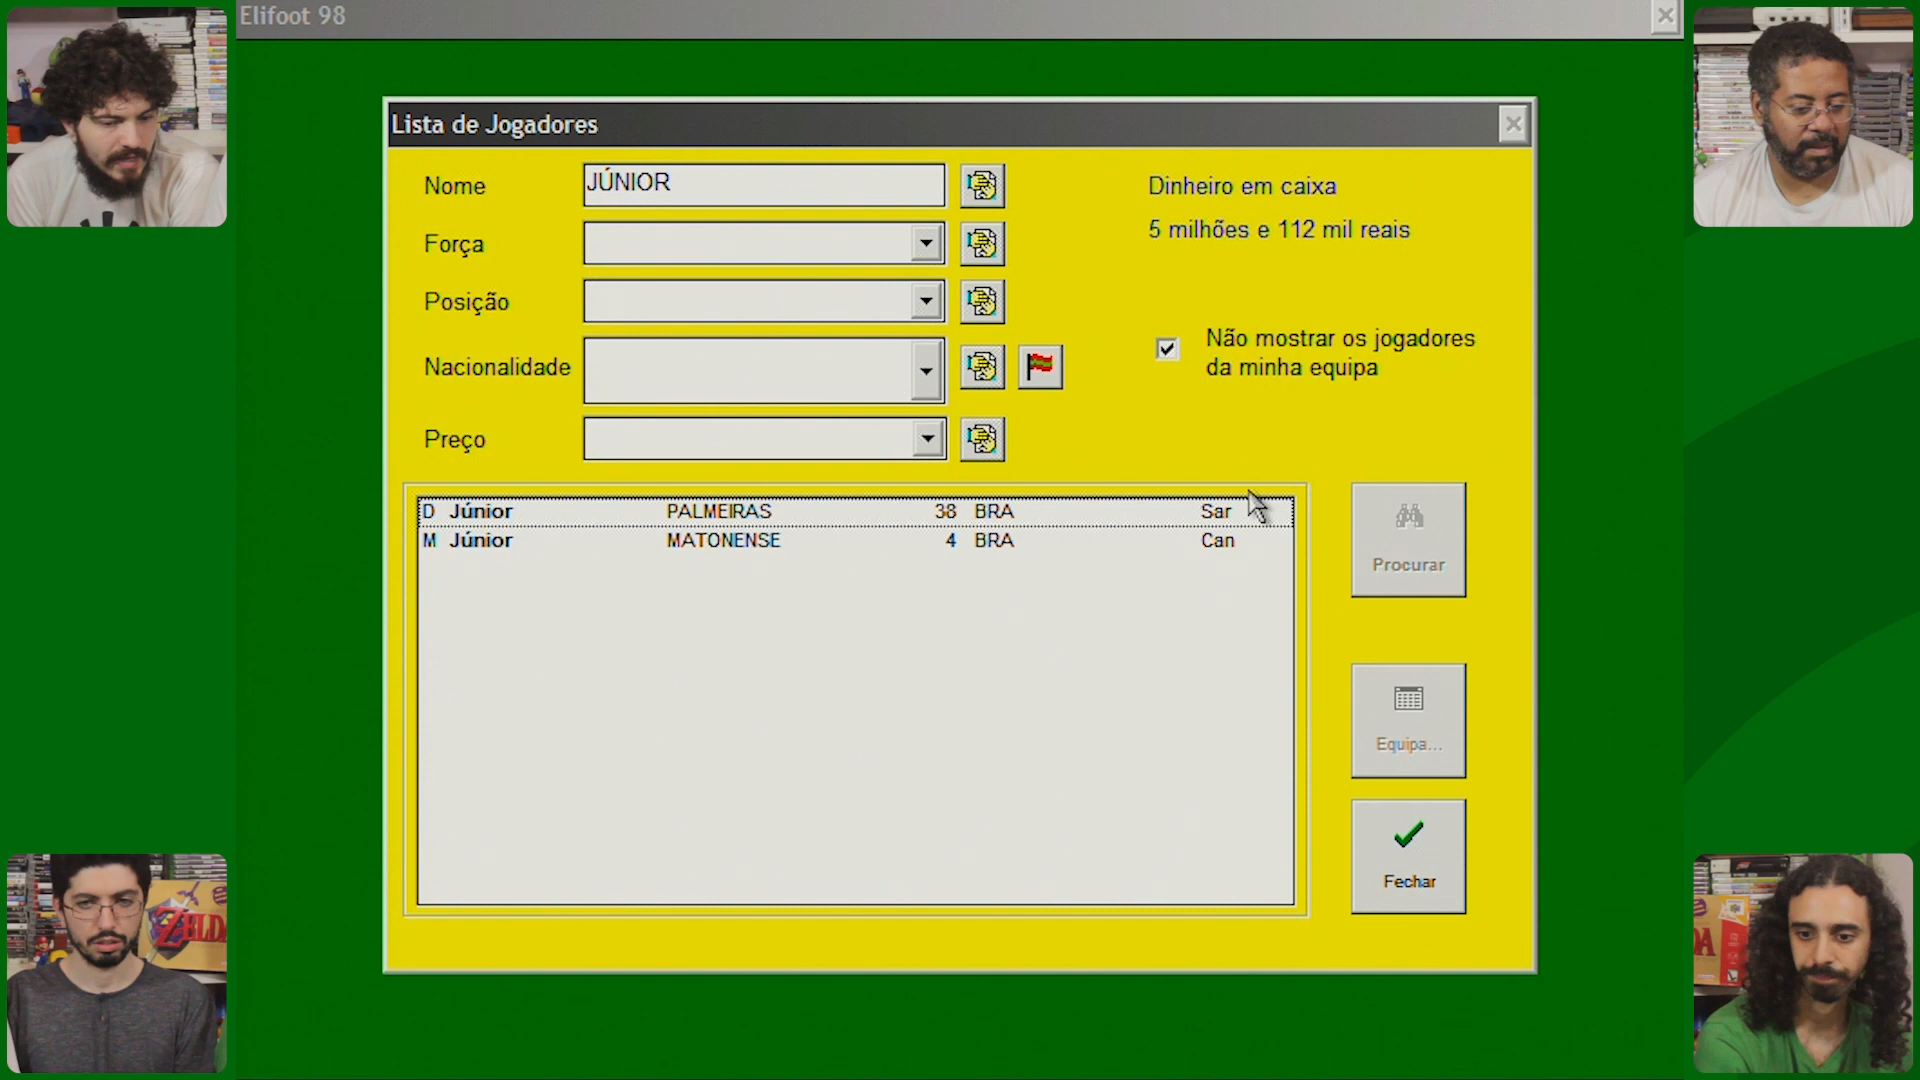 Elifoot 98
Lista de Jogadores
Nome
JÚNIOR
Dinheiro em caixa
5 milhões e 112 mil reais
Força
Posição
Nacionalidade
Não mostrar os jogadores
da minha equipa
Preço
D Júnior PALMEIRAS 38 BRA Sar
M Júnior MATONENSE 4 BRA Can
Procurar
Equipa...
Fechar
ZELDA